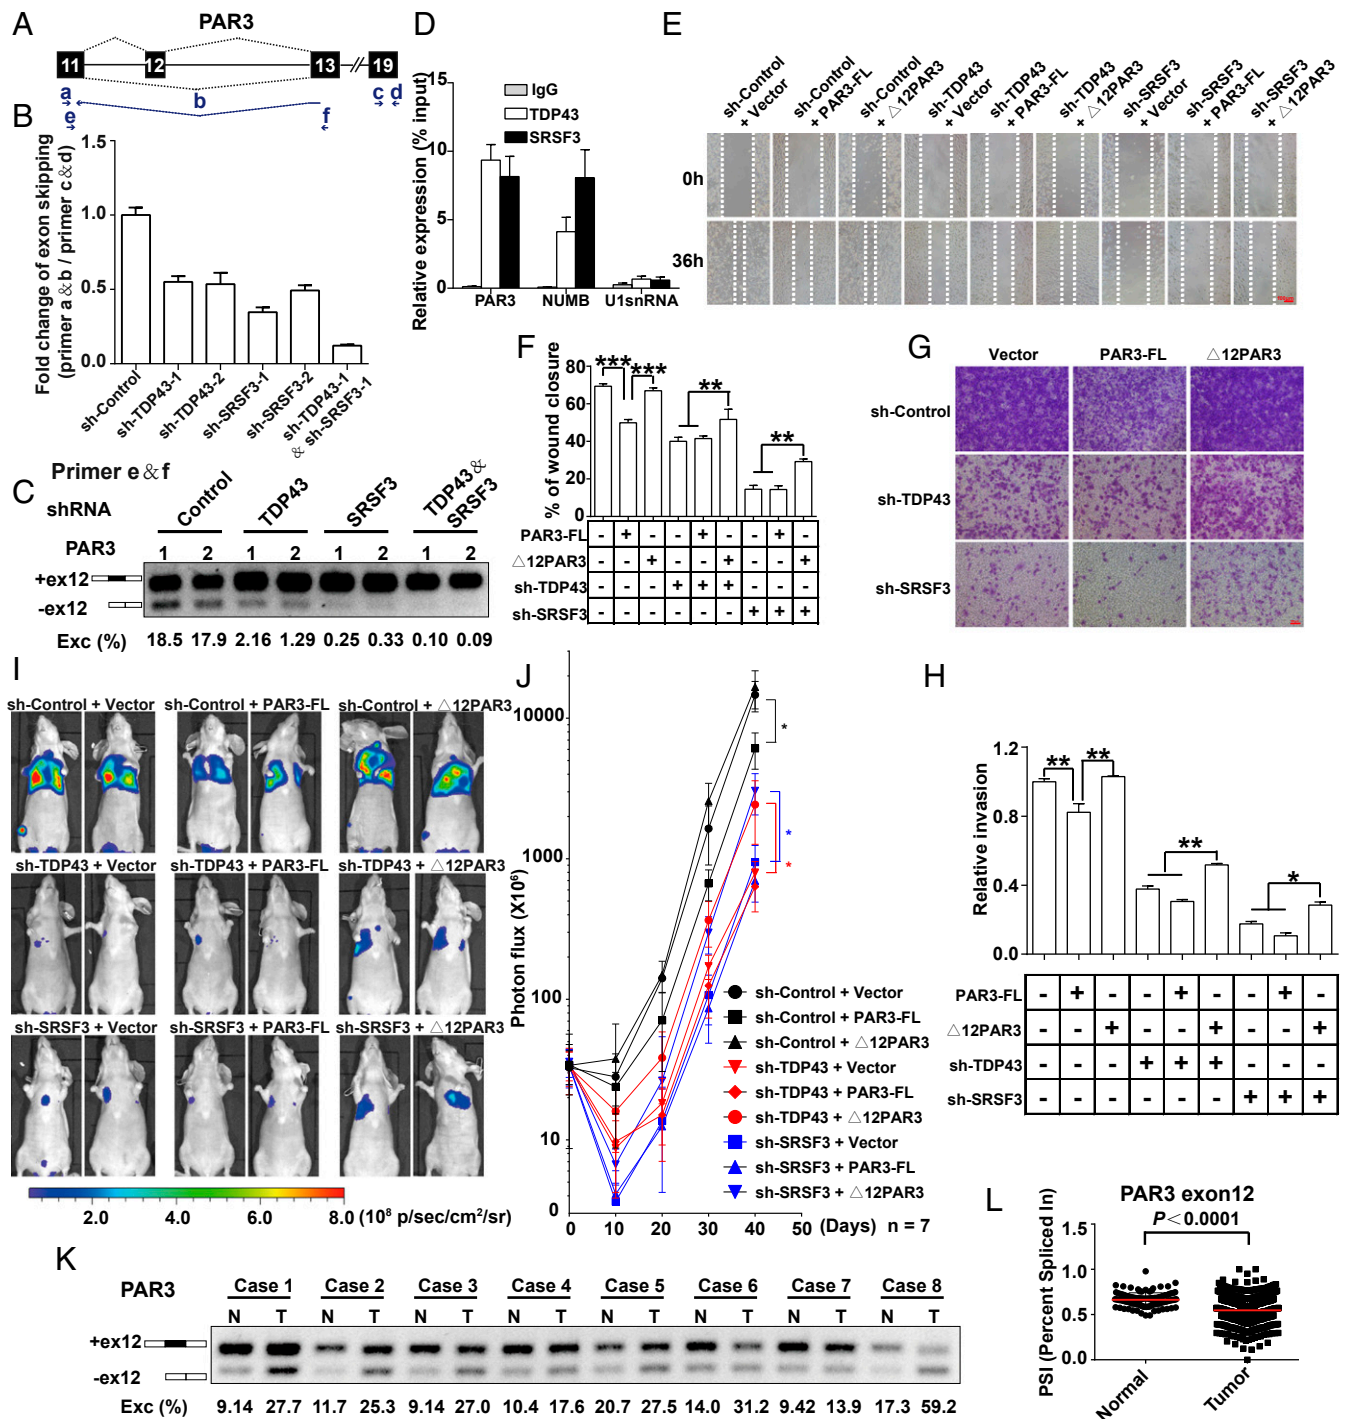 A
PAR3
11 12 13 19
a b c d
e f
B
Fold change of exon skipping
(primer a&b / primer c&d)
1.5
1.0
0.5
0.0
sh-Control
sh-TDP43-1
sh-TDP43-2
sh-SRSF3-1
sh-SRSF3-2
sh-TDP43-1
& sh-SRSF3-1
C
Primer e&f
shRNA Control TDP43 SRSF3 TDP43& SRSF3
PAR3 1 2 1 2 1 2 1 2
+ex12
-ex12
Exc (%) 18.5 17.9 2.16 1.29 0.25 0.33 0.10 0.09
D
Relative expression (% input)
15
10
5
0
IgG
TDP43
SRSF3
PAR3 NUMB U1snRNA
E
sh-Control + Vector
sh-Control + PAR3-FL
sh-Control + △12PAR3
sh-TDP43 + Vector
sh-TDP43 + PAR3-FL
sh-TDP43 + △12PAR3
sh-SRSF3 + Vector
sh-SRSF3 + PAR3-FL
sh-SRSF3 + △12PAR3
0h
36h
F
% of wound closure
80
60
40
20
0
*** *** ** **
PAR3-FL - + - - + - - + -
△12PAR3 - - + - - + - - +
sh-TDP43 - - - + + + - - -
sh-SRSF3 - - - - - - + + +
G
Vector PAR3-FL △12PAR3
sh-Control
sh-TDP43
sh-SRSF3
H
Relative invasion
1.2
0.8
0.4
0.0
** ** ** *
PAR3-FL - + - - + - - + -
△12PAR3 - - + - - + - - +
sh-TDP43 - - - + + + - - -
sh-SRSF3 - - - - - - + + +
I
sh-Control + Vector sh-Control + PAR3-FL sh-Control + △12PAR3
sh-TDP43 + Vector sh-TDP43 + PAR3-FL sh-TDP43 + △12PAR3
sh-SRSF3 + Vector sh-SRSF3 + PAR3-FL sh-SRSF3 + △12PAR3
2.0 4.0 6.0 8.0 (10⁸ p/sec/cm²/sr)
J
Photon flux (X10⁶)
10000
1000
100
10
0
* * *
sh-Control + Vector
sh-Control + PAR3-FL
sh-Control + △12PAR3
sh-TDP43 + Vector
sh-TDP43 + PAR3-FL
sh-TDP43 + △12PAR3
sh-SRSF3 + Vector
sh-SRSF3 + PAR3-FL
sh-SRSF3 + △12PAR3
0 10 20 30 40 50 (Days) n = 7
K
PAR3 Case 1 Case 2 Case 3 Case 4 Case 5 Case 6 Case 7 Case 8
N T N T N T N T N T N T N T N T
+ex12
-ex12
Exc (%) 9.14 27.7 11.7 25.3 9.14 27.0 10.4 17.6 20.7 27.5 14.0 31.2 9.42 13.9 17.3 59.2
L
PAR3 exon12
P<0.0001
PSI (Percent Spliced In)
1.5
1.0
0.5
0.0
Normal Tumor